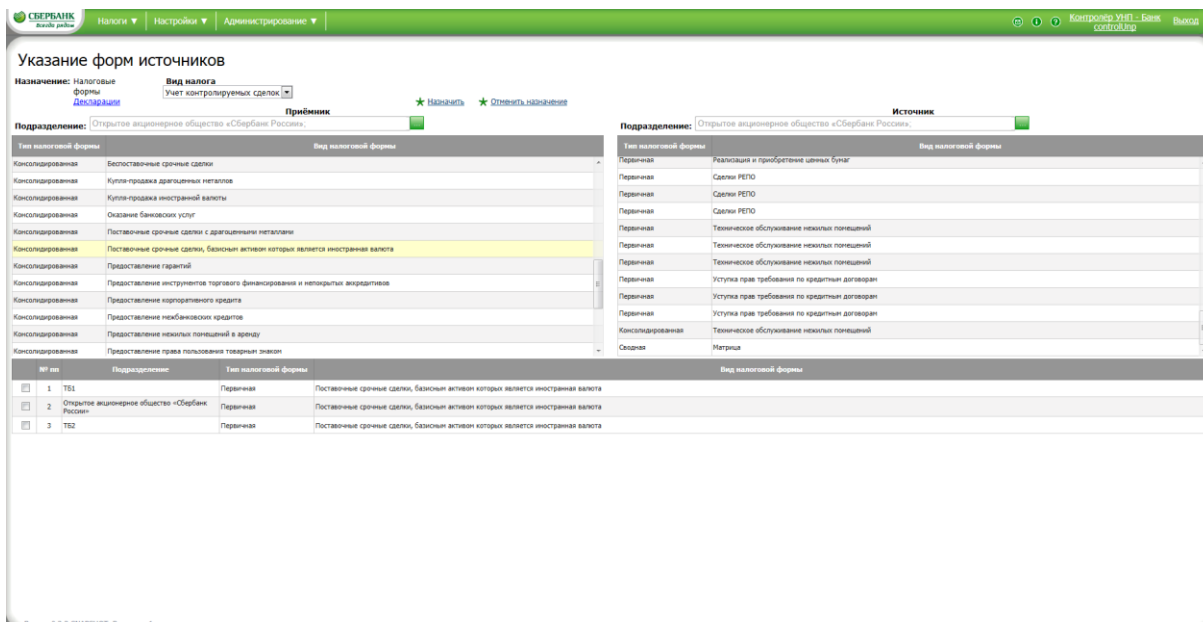 СБЕРБАНК
Всегда рядом
Налоги ▼ Настройки ▼ Администрирование ▼
Контролёр УНП - Банк
controlUnp
Выход
Указание форм источников
Назначение: Налоговые формы
Декларации
Вид налога
Учет контролируемых сделок
★ Назначить ★ Отменить назначение
Приёмник
Подразделение: Открытое акционерное общество «Сбербанк России»;
Тип налоговой формы Вид налоговой формы
Консолидированная Беспоставочные срочные сделки
Консолидированная Купля-продажа драгоценных металлов
Консолидированная Купля-продажа иностранной валюты
Консолидированная Оказание банковских услуг
Консолидированная Поставочные срочные сделки с драгоценными металлами
Консолидированная Поставочные срочные сделки, базисным активом которых является иностранная валюта
Консолидированная Предоставление гарантий
Консолидированная Предоставление инструментов торгового финансирования и непокрытых аккредитивов
Консолидированная Предоставление корпоративного кредита
Консолидированная Предоставление межбанковских кредитов
Консолидированная Предоставление нежилых помещений в аренду
Консолидированная Предоставление права пользования товарным знаком
Источник
Подразделение: Открытое акционерное общество «Сбербанк России»;
Тип налоговой формы Вид налоговой формы
Первичная Реализация и приобретение ценных бумаг
Первичная Сделки РЕПО
Первичная Сделки РЕПО
Первичная Сделки РЕПО
Первичная Техническое обслуживание нежилых помещений
Первичная Техническое обслуживание нежилых помещений
Первичная Техническое обслуживание нежилых помещений
Первичная Уступка прав требования по кредитным договорам
Первичная Уступка прав требования по кредитным договорам
Первичная Уступка прав требования по кредитным договорам
Консолидированная Техническое обслуживание нежилых помещений
Сводная Матрица
№ пп Подразделение Тип налоговой формы Вид налоговой формы
1 ТБ1 Первичная Поставочные срочные сделки, базисным активом которых является иностранная валюта
2 Открытое акционерное общество «Сбербанк России» Первичная Поставочные срочные сделки, базисным активом которых является иностранная валюта
3 ТБ2 Первичная Поставочные срочные сделки, базисным активом которых является иностранная валюта